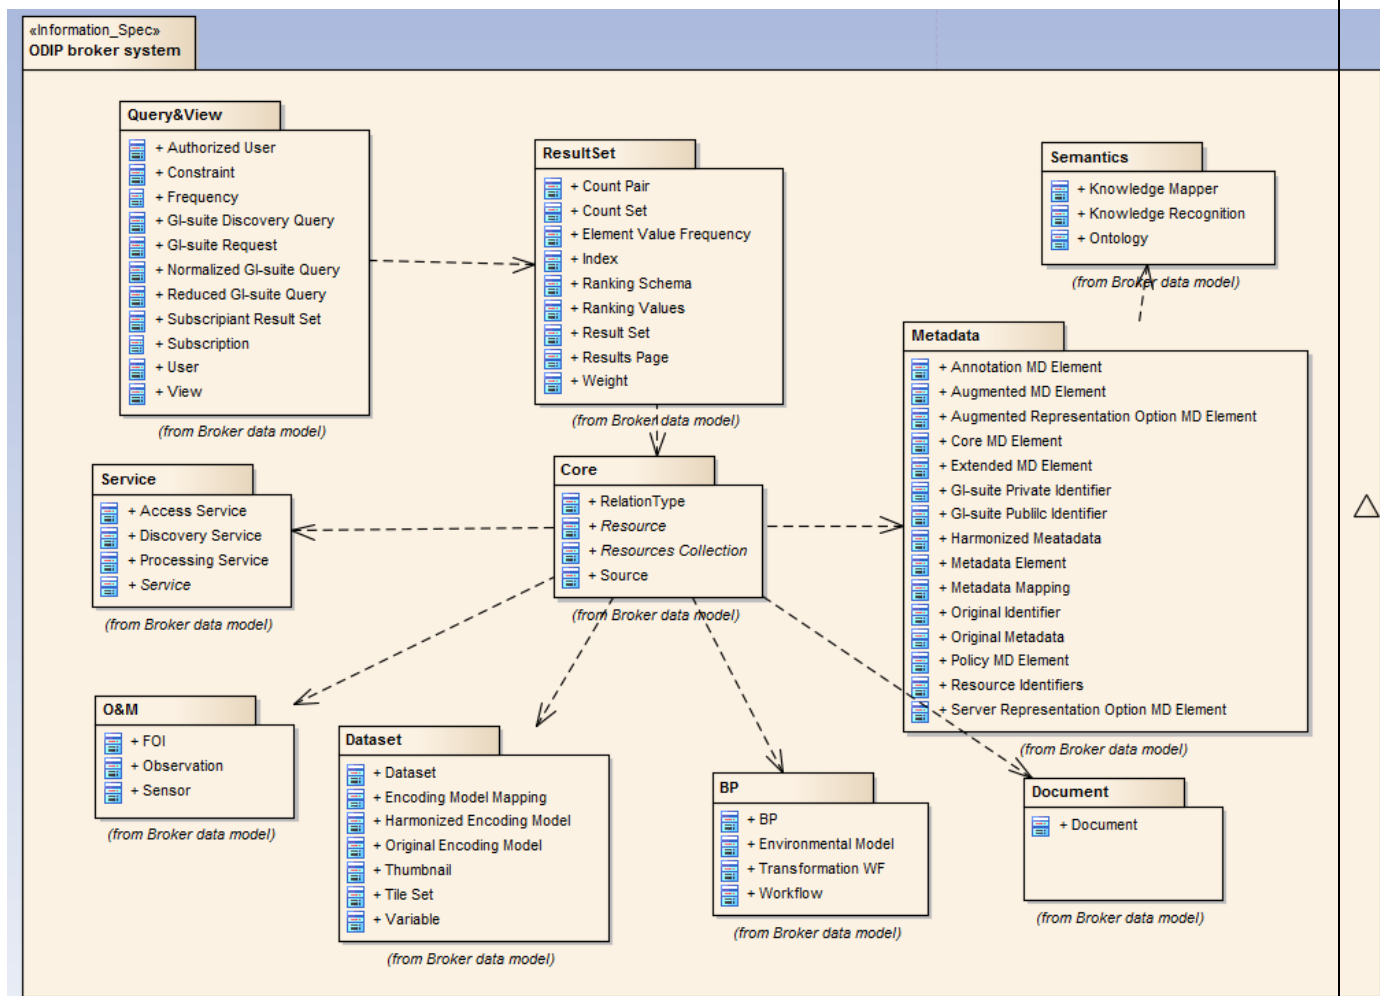 «Information_Spec»
ODIP broker system
Query&View
+ Authorized User
+ Constraint
+ Frequency
+ GI-suite Discovery Query
+ GI-suite Request
+ Normalized GI-suite Query
+ Reduced GI-suite Query
+ Subscripiant Result Set
+ Subscription
+ User
+ View
(from Broker data model)
ResultSet
+ Count Pair
+ Count Set
+ Element Value Frequency
+ Index
+ Ranking Schema
+ Ranking Values
+ Result Set
+ Results Page
+ Weight
(from Broker data model)
Semantics
+ Knowledge Mapper
+ Knowledge Recognition
+ Ontology
(from Broker data model)
Metadata
+ Annotation MD Element
+ Augmented MD Element
+ Augmented Representation Option MD Element
+ Core MD Element
+ Extended MD Element
+ GI-suite Private Identifier
+ GI-suite Publilc Identifier
+ Harmonized Meatadata
+ Metadata Element
+ Metadata Mapping
+ Original Identifier
+ Original Metadata
+ Policy MD Element
+ Resource Identifiers
+ Server Representation Option MD Element
(from Broker data model)
Service
+ Access Service
+ Discovery Service
+ Processing Service
+ Service
(from Broker data model)
Core
+ RelationType
+ Resource
+ Resources Collection
+ Source
(from Broker data model)
O&M
+ FOI
+ Observation
+ Sensor
(from Broker data model)
Dataset
+ Dataset
+ Encoding Model Mapping
+ Harmonized Encoding Model
+ Original Encoding Model
+ Thumbnail
+ Tile Set
+ Variable
(from Broker data model)
BP
+ BP
+ Environmental Model
+ Transformation WF
+ Workflow
(from Broker data model)
Document
+ Document
(from Broker data model)